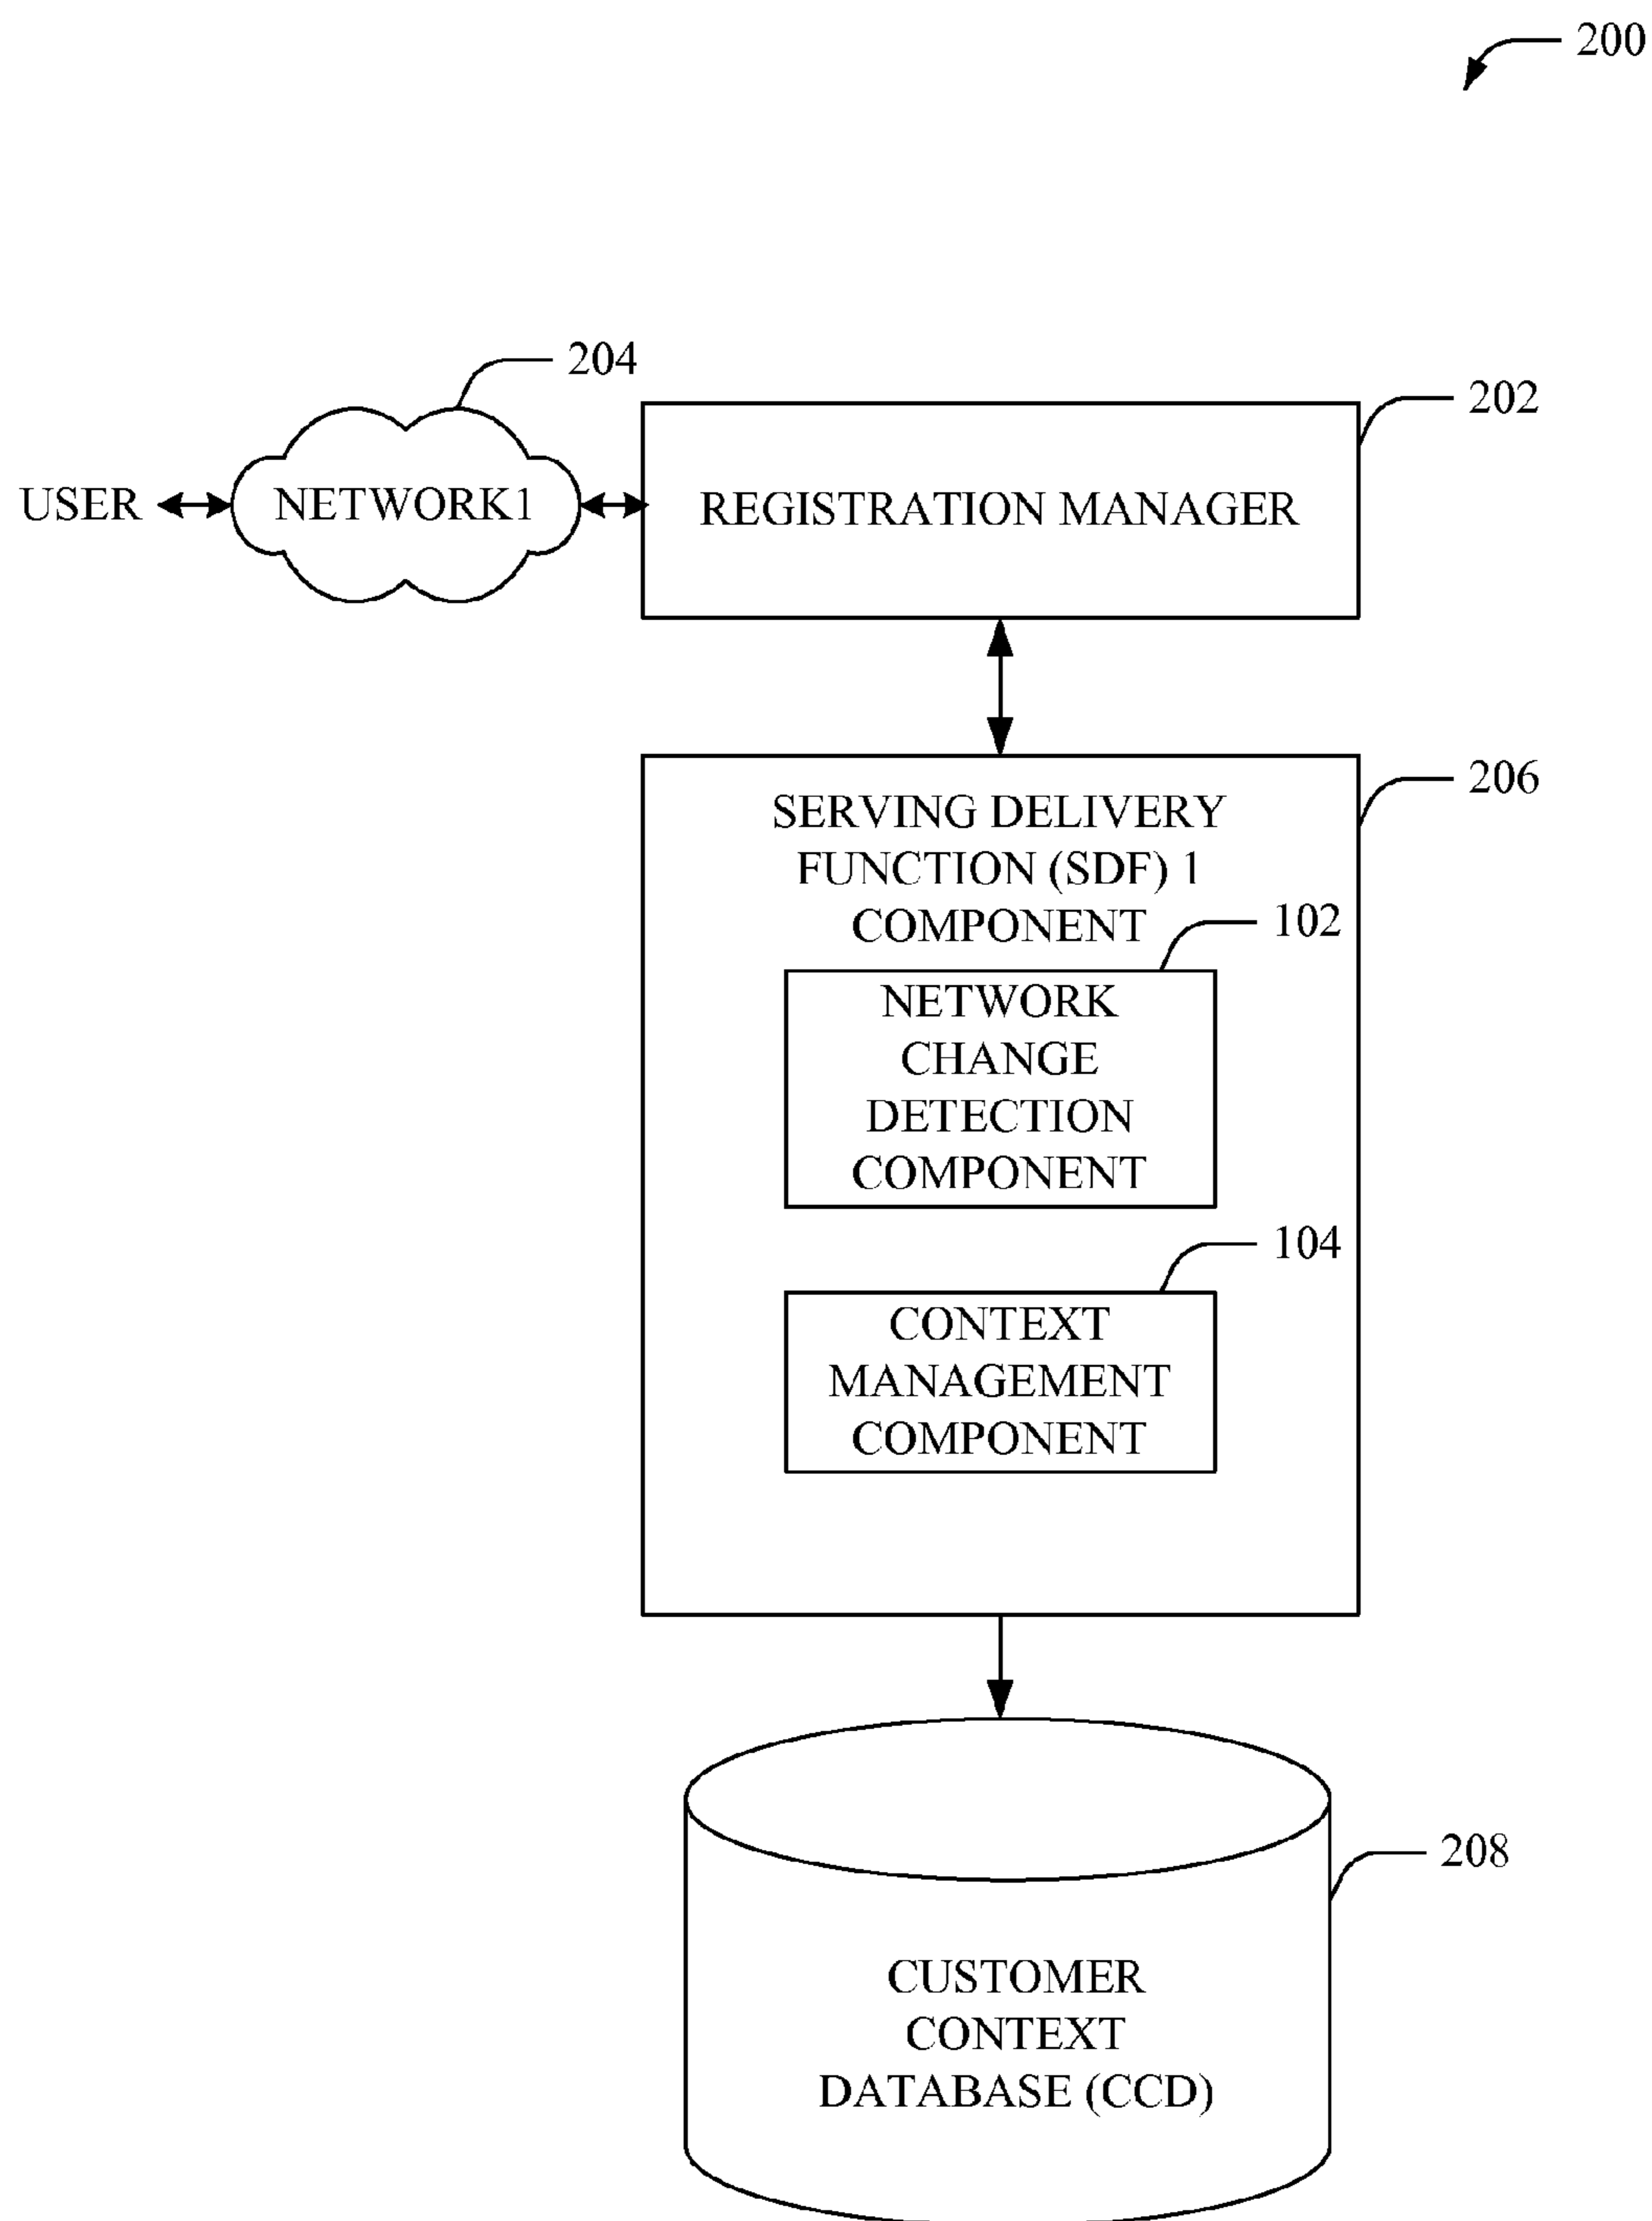 200
204
202
USER
NETWORK1
REGISTRATION MANAGER
206
SERVING DELIVERY
FUNCTION (SDF) 1
COMPONENT
102
NETWORK
CHANGE
DETECTION
COMPONENT
104
CONTEXT
MANAGEMENT
COMPONENT
208
CUSTOMER
CONTEXT
DATABASE (CCD)